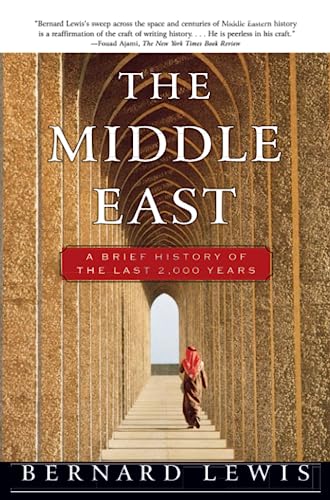 "Bernard Lewis's sweep across the space and centuries of Middle Eastern history
is a reaffirmation of the craft of writing history. . . . He is peerless in his craft."
—Fouad Ajami, The New York Times Book Review
THE
MIDDLE
EAST
A BRIEF HISTORY OF
THE LAST 2,000 YEARS
BERNARD LEWIS